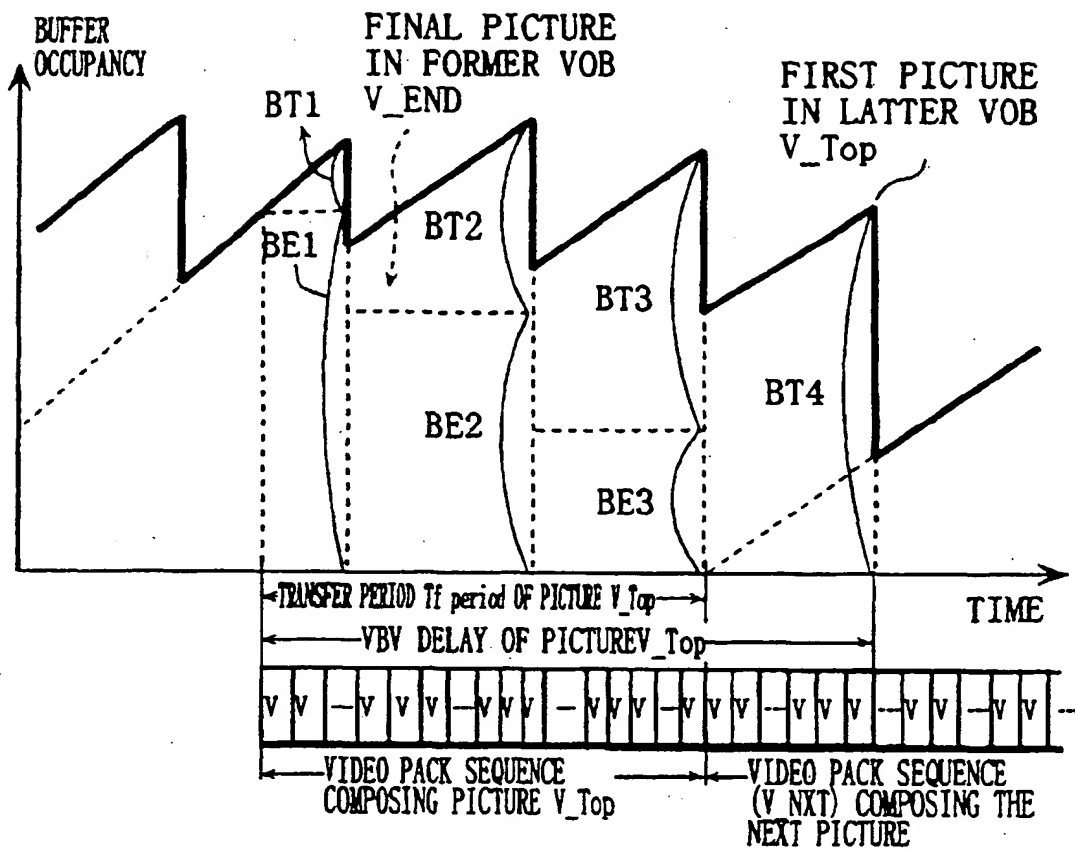 BUFFER
OCCUPANCY
FINAL PICTURE
IN FORMER VOB
V_END
FIRST PICTURE
IN LATTER VOB
V_Top
BT1
BE1
BT2
BE2
BT3
BE3
BT4
TRANSFER PERIOD Tf period OF PICTURE V_Top
TIME
VBV DELAY OF PICTUREV_Top
V V – V V V – V V V – V V V – V V V -- V V V -- V V -- V V --
VIDEO PACK SEQUENCE
COMPOSING PICTURE V_Top
VIDEO PACK SEQUENCE
(V NXT) COMPOSING THE
NEXT PICTURE